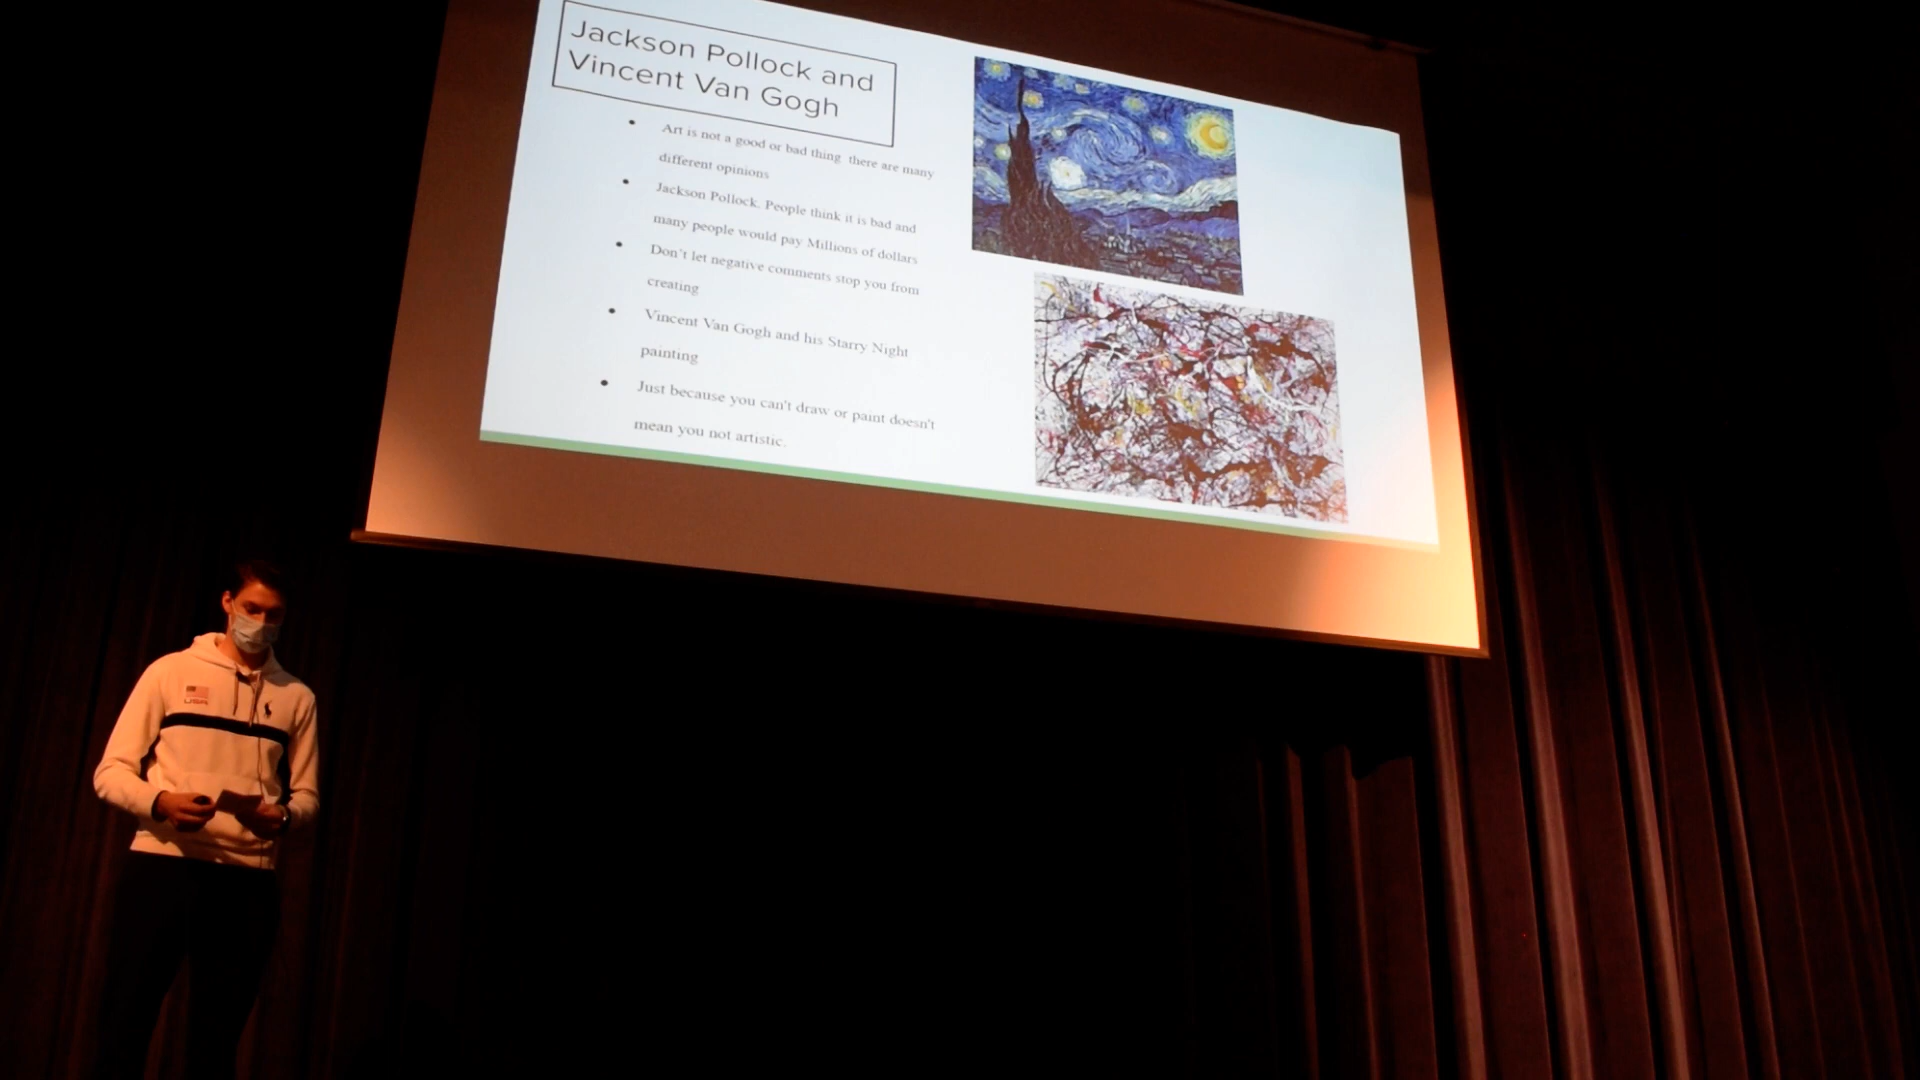 Jackson Pollock and
Vincent Van Gogh
• Art is not a good or bad thing there are many
different opinions
• Jackson Pollock. People think it is bad and
many people would pay Millions of dollars
• Don't let negative comments stop you from
creating
• Vincent Van Gogh and his Starry Night
painting
• Just because you can't draw or paint doesn't
mean you not artistic.
USA